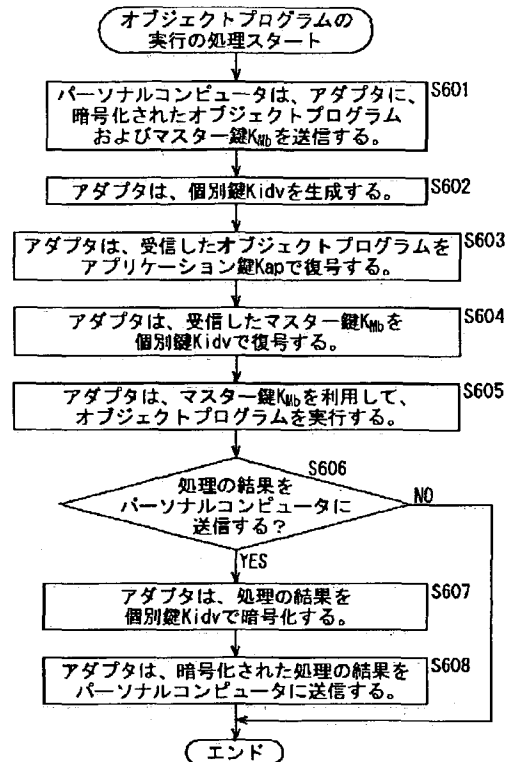 オブジェクトプログラムの
実行の処理スタート
パーソナルコンピュータは、アダプタに、
暗号化されたオブジェクトプログラム
およびマスター鍵KMbを送信する。
S601
アダプタは、個別鍵Kidvを生成する。
S602
アダプタは、受信したオブジェクトプログラムを
アプリケーション鍵Kapで復号する。
S603
アダプタは、受信したマスター鍵KMbを
個別鍵Kidvで復号する。
S604
アダプタは、マスター鍵KMbを利用して、
オブジェクトプログラムを実行する。
S605
S606
処理の結果を
パーソナルコンピュータに
送信する？
NO
YES
アダプタは、処理の結果を
個別鍵Kidvで暗号化する。
S607
アダプタは、暗号化された処理の結果を
パーソナルコンピュータに送信する。
S608
エンド